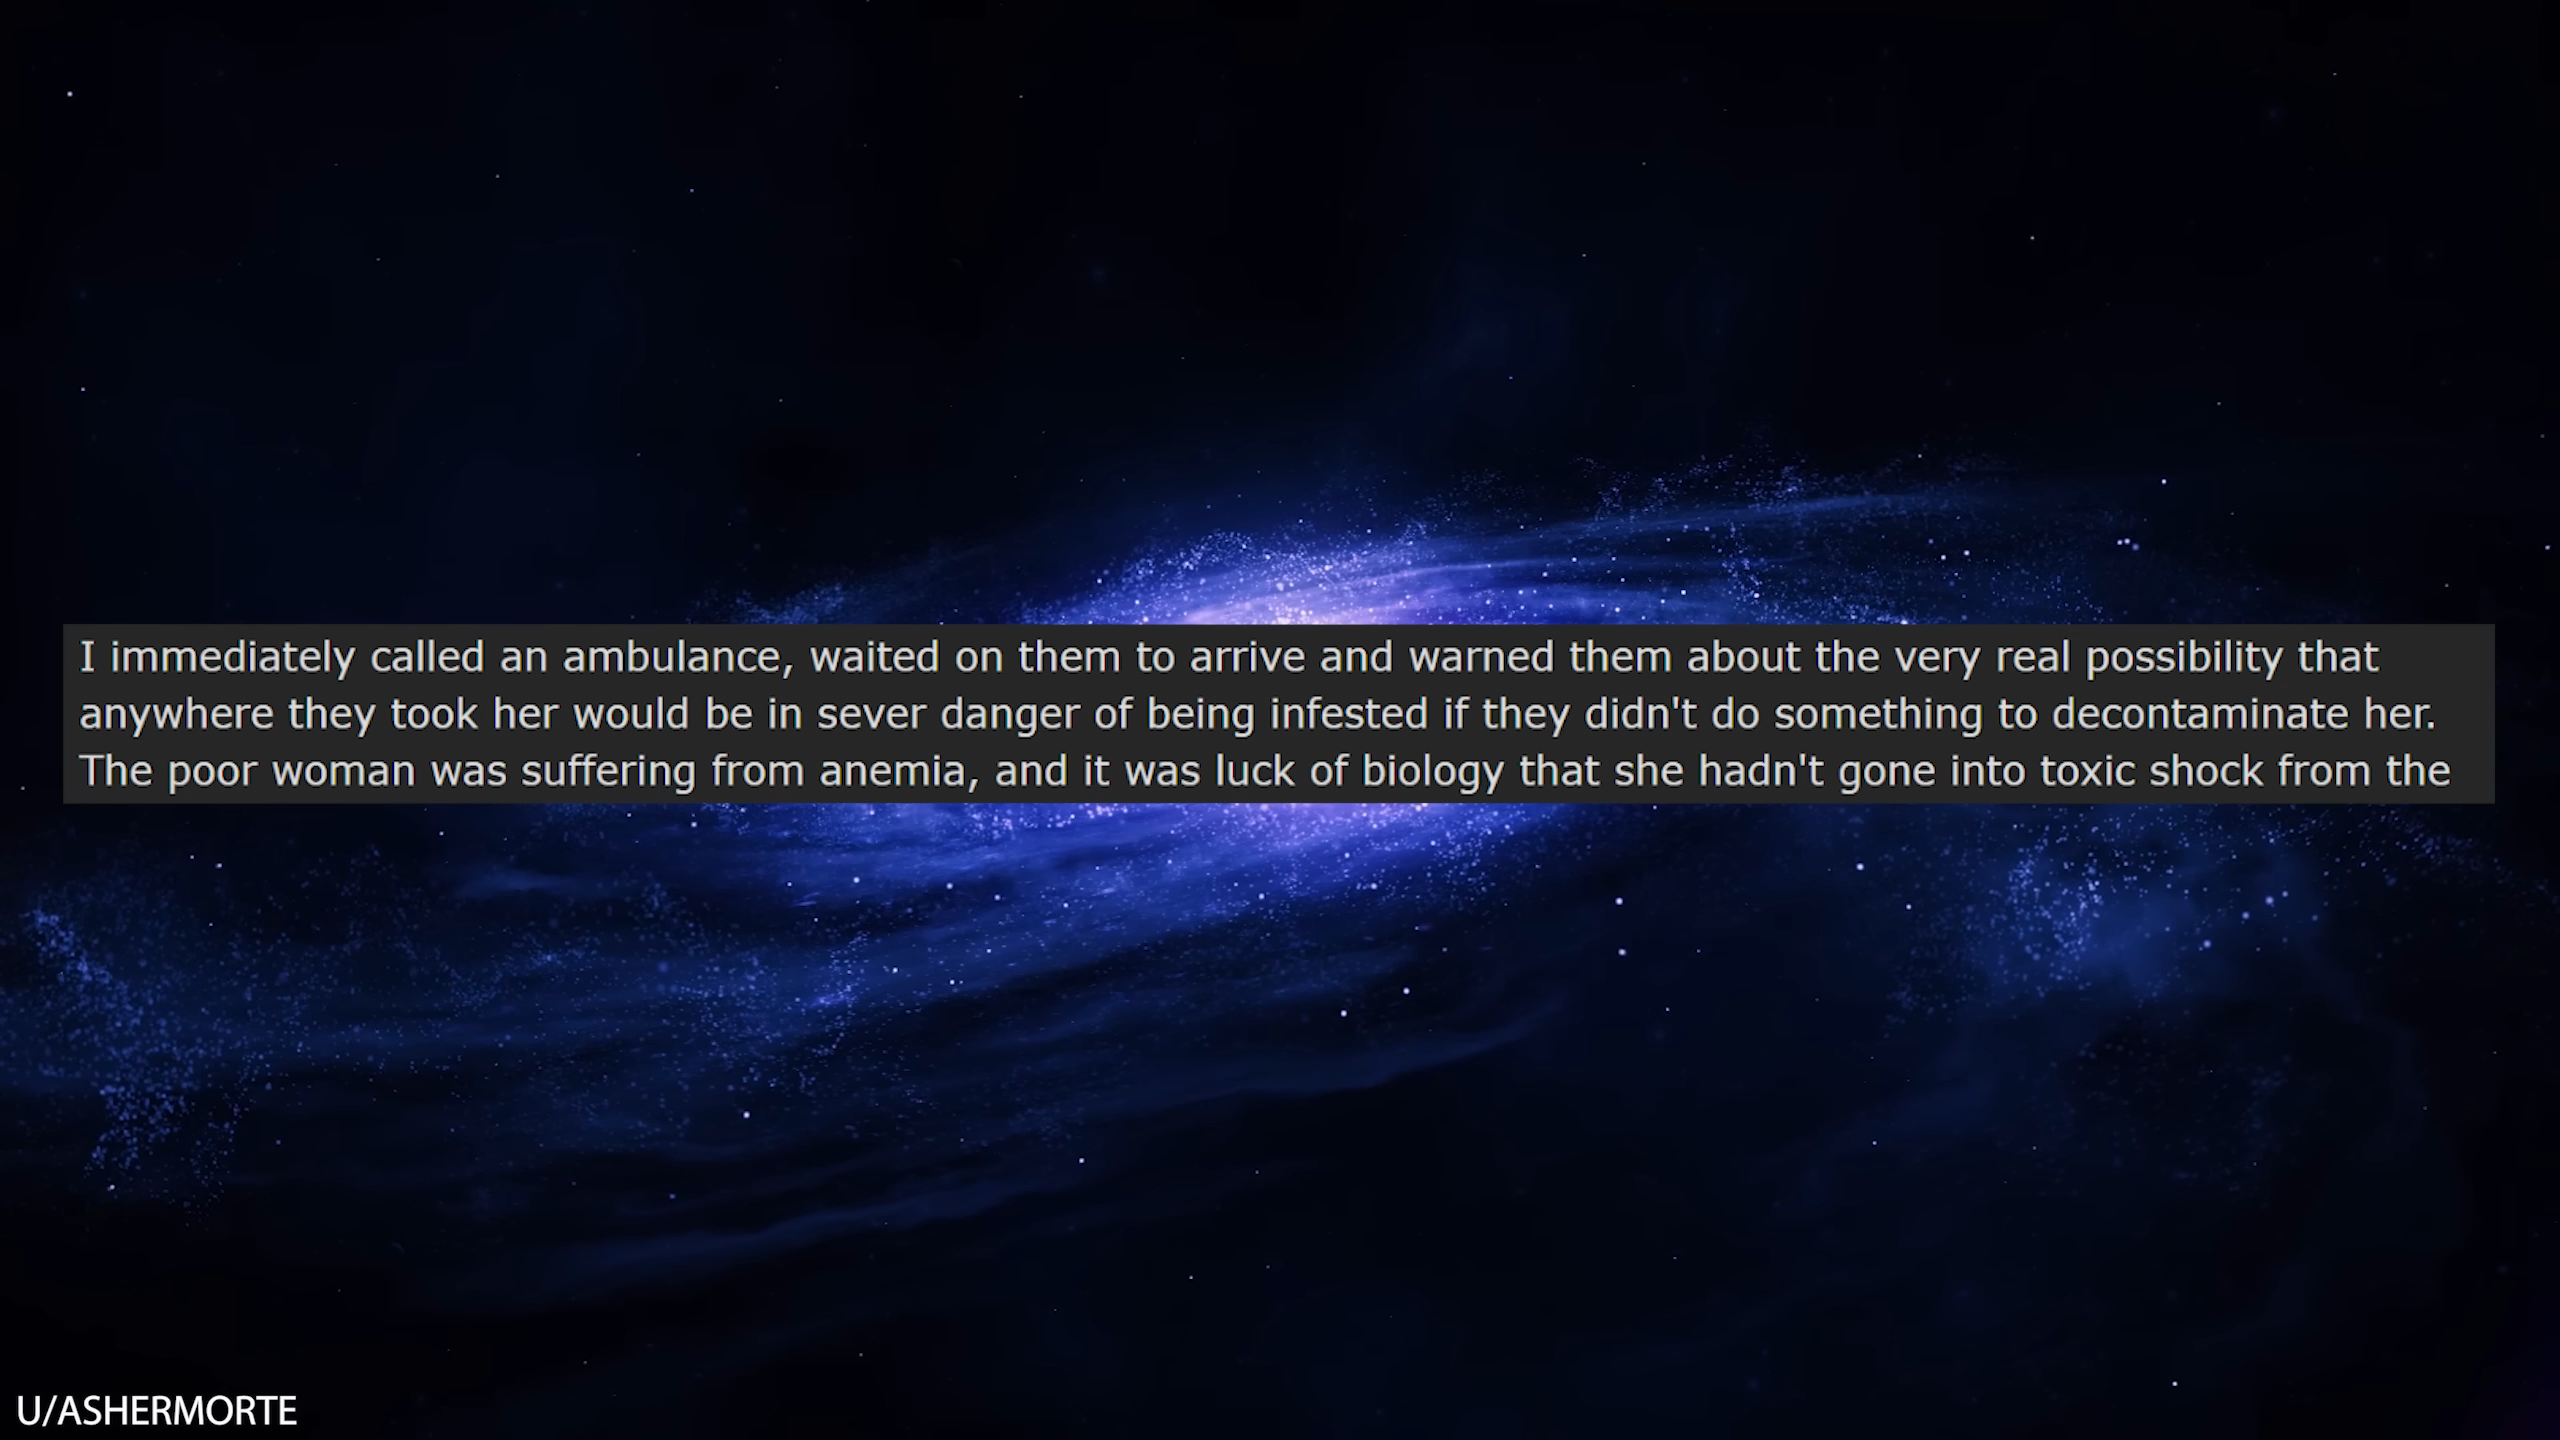 I immediately called an ambulance, waited on them to arrive and warned them about the very real possibility that
anywhere they took her would be in sever danger of being infested if they didn't do something to decontaminate her.
The poor woman was suffering from anemia, and it was luck of biology that she hadn't gone into toxic shock from the
U/ASHERMORTE